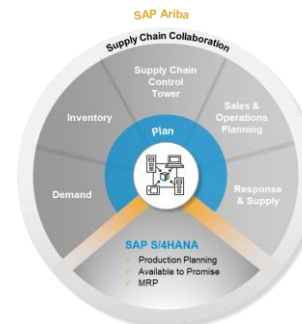 SAP Ariba
Supply Chain Collaboration
Supply Chain
Control
Tower
Inventory
Sales &
Operations
Planning
Plan
Demand
Response
& Supply
SAP S/4HANA
Production Planning
Available to Promise
MRP